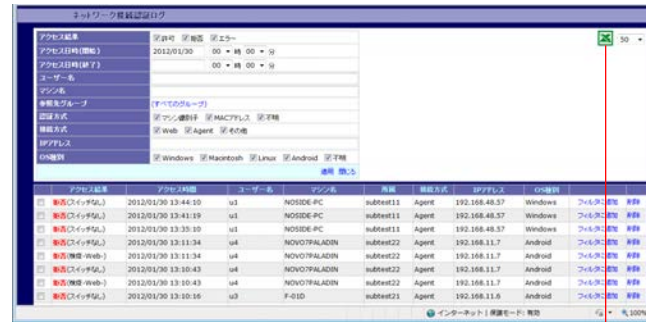 ネットワーク接続認証ログ
アクセス結果 許可 拒否 エラー
50
アクセス日時(開始) 2012/01/30 00 時 00 分
アクセス日時(終了) 00 時 00 分
ユーザー名
マシン名
参照先グループ (すべてのグループ)
認証方式 マシン識別子 MACアドレス 不明
接続方式 Web Agent その他
IPアドレス
OS種別 Windows Macintosh Linux Android 不明
適用 閉じる
アクセス結果 アクセス時間 ユーザー名 マシン名 所属 接続方式 IPアドレス OS種別
拒否(スイッチなし) 2012/01/30 13:44:10 u1 NOSIDE-PC subtest11 Agent 192.168.48.57 Windows フィルタに追加 削除
拒否(スイッチなし) 2012/01/30 13:41:19 u1 NOSIDE-PC subtest11 Agent 192.168.48.57 Windows フィルタに追加 削除
拒否(スイッチなし) 2012/01/30 13:35:10 u1 NOSIDE-PC subtest11 Agent 192.168.48.57 Windows フィルタに追加 削除
拒否(スイッチなし) 2012/01/30 13:11:34 u4 NOVO7PALADIN subtest22 Agent 192.168.11.7 Android フィルタに追加 削除
拒否(検疫-Web-) 2012/01/30 13:11:34 u4 NOVO7PALADIN subtest22 Agent 192.168.11.7 Android フィルタに追加 削除
拒否(検疫-Web-) 2012/01/30 13:10:43 u4 NOVO7PALADIN subtest22 Agent 192.168.11.7 Android フィルタに追加 削除
拒否(スイッチなし) 2012/01/30 13:10:43 u4 NOVO7PALADIN subtest22 Agent 192.168.11.7 Android フィルタに追加 削除
拒否(スイッチなし) 2012/01/30 13:10:16 u3 F-01D subtest21 Agent 192.168.11.6 Android フィルタに追加 削除
インターネット | 保護モード: 有効 100%